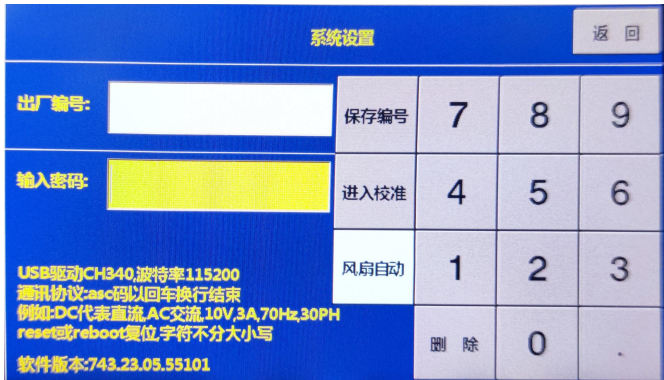 系统设置
返 回
出厂编号:
保存编号
7 8 9
输入密码:
进入校准
4 5 6
风扇自动
1 2 3
USB驱动CH340,波特率115200
通讯协议:asc码以回车换行结束
例如:DC代表直流,AC交流,10V,3A,70Hz,30PH
reset或reboot复位,字符不分大小写
删 除
0 .
软件版本:743.23.05.55101